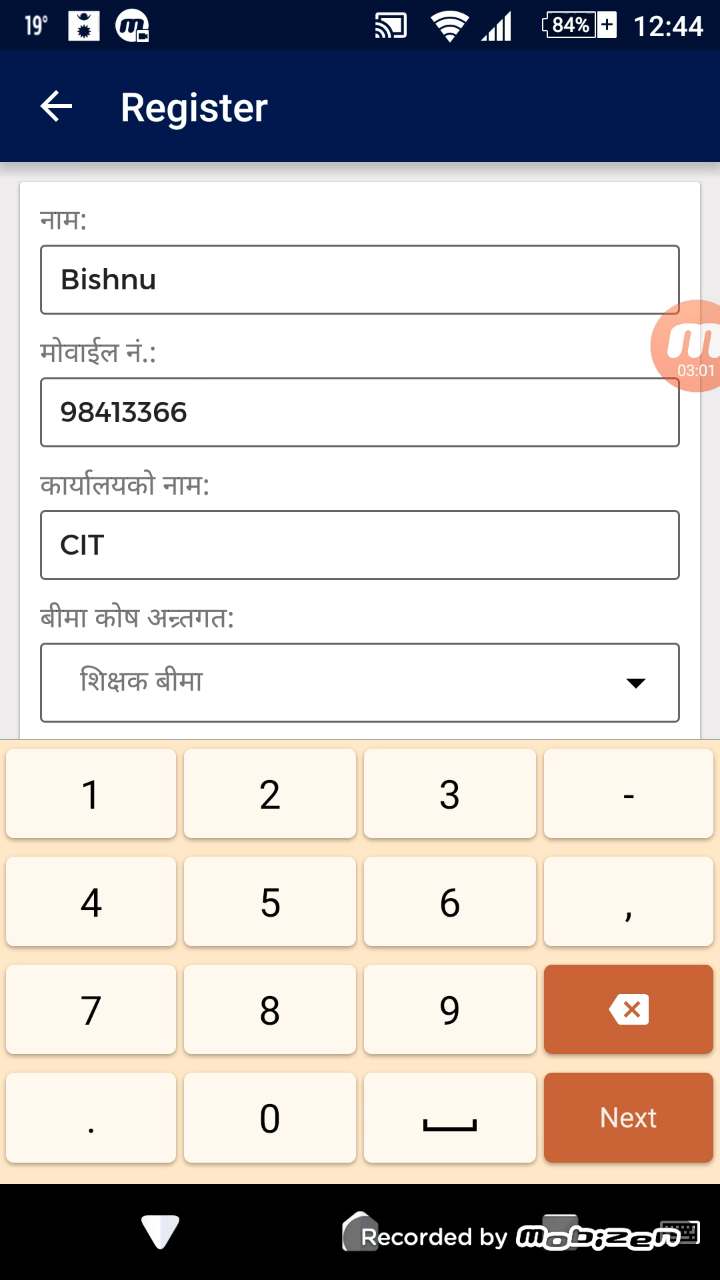 19° 84% 12:44
Register
नाम:
Bishnu
मोवाईल नं.:
03:01
98413366
कार्यालयको नाम:
CIT
बीमा कोष अन्र्तगत:
शिक्षक बीमा
1 2 3 -
4 5 6 ,
7 8 9
. 0 Next
Recorded by mobizen